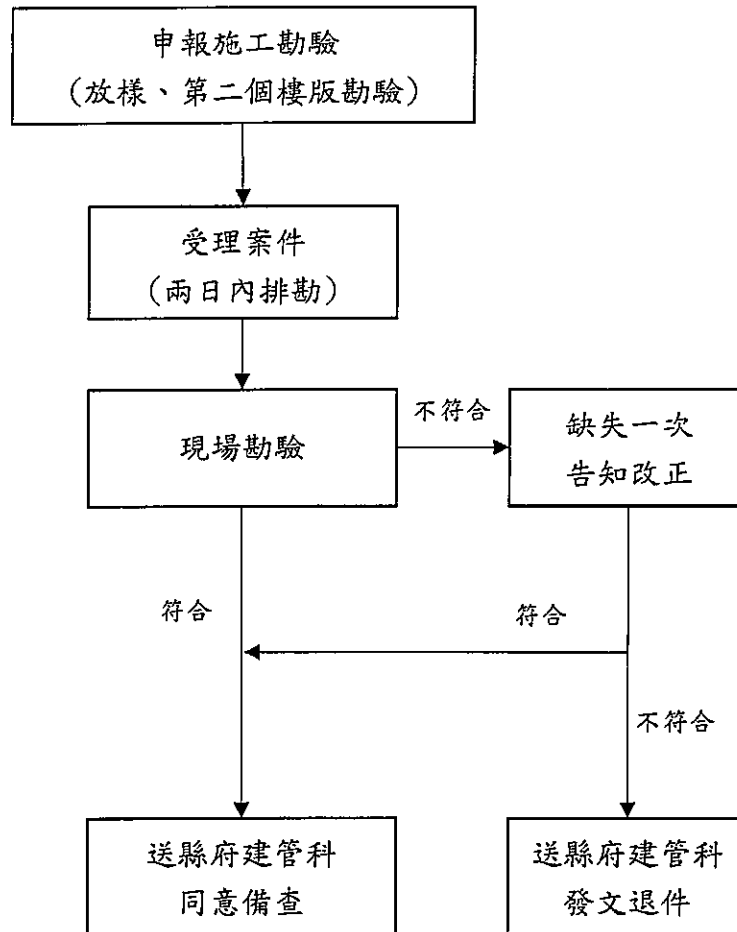 申報施工勘驗
(放樣、第二個樓版勘驗)
受理案件
(兩日內排勘)
現場勘驗
不符合
缺失一次
告知改正
符合
符合
不符合
送縣府建管科
同意備查
送縣府建管科
發文退件